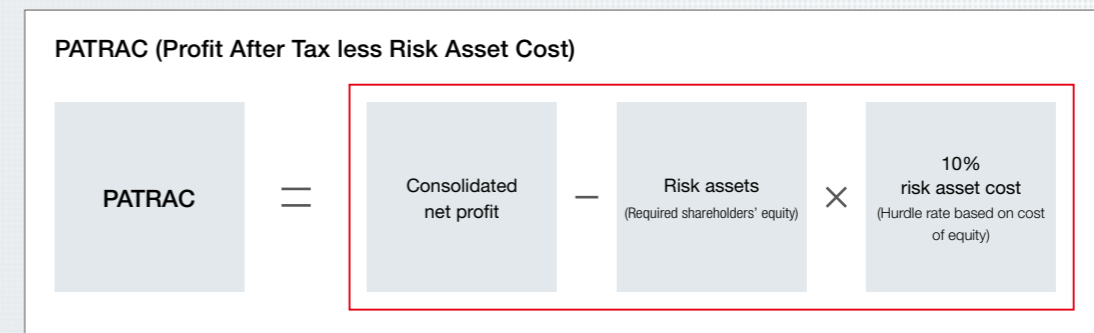 PATRAC (Profit After Tax less Risk Asset Cost)
PATRAC
=
Consolidated
net profit
−
Risk assets
(Required shareholders’ equity)
×
10%
risk asset cost
(Hurdle rate based on cost
of equity)